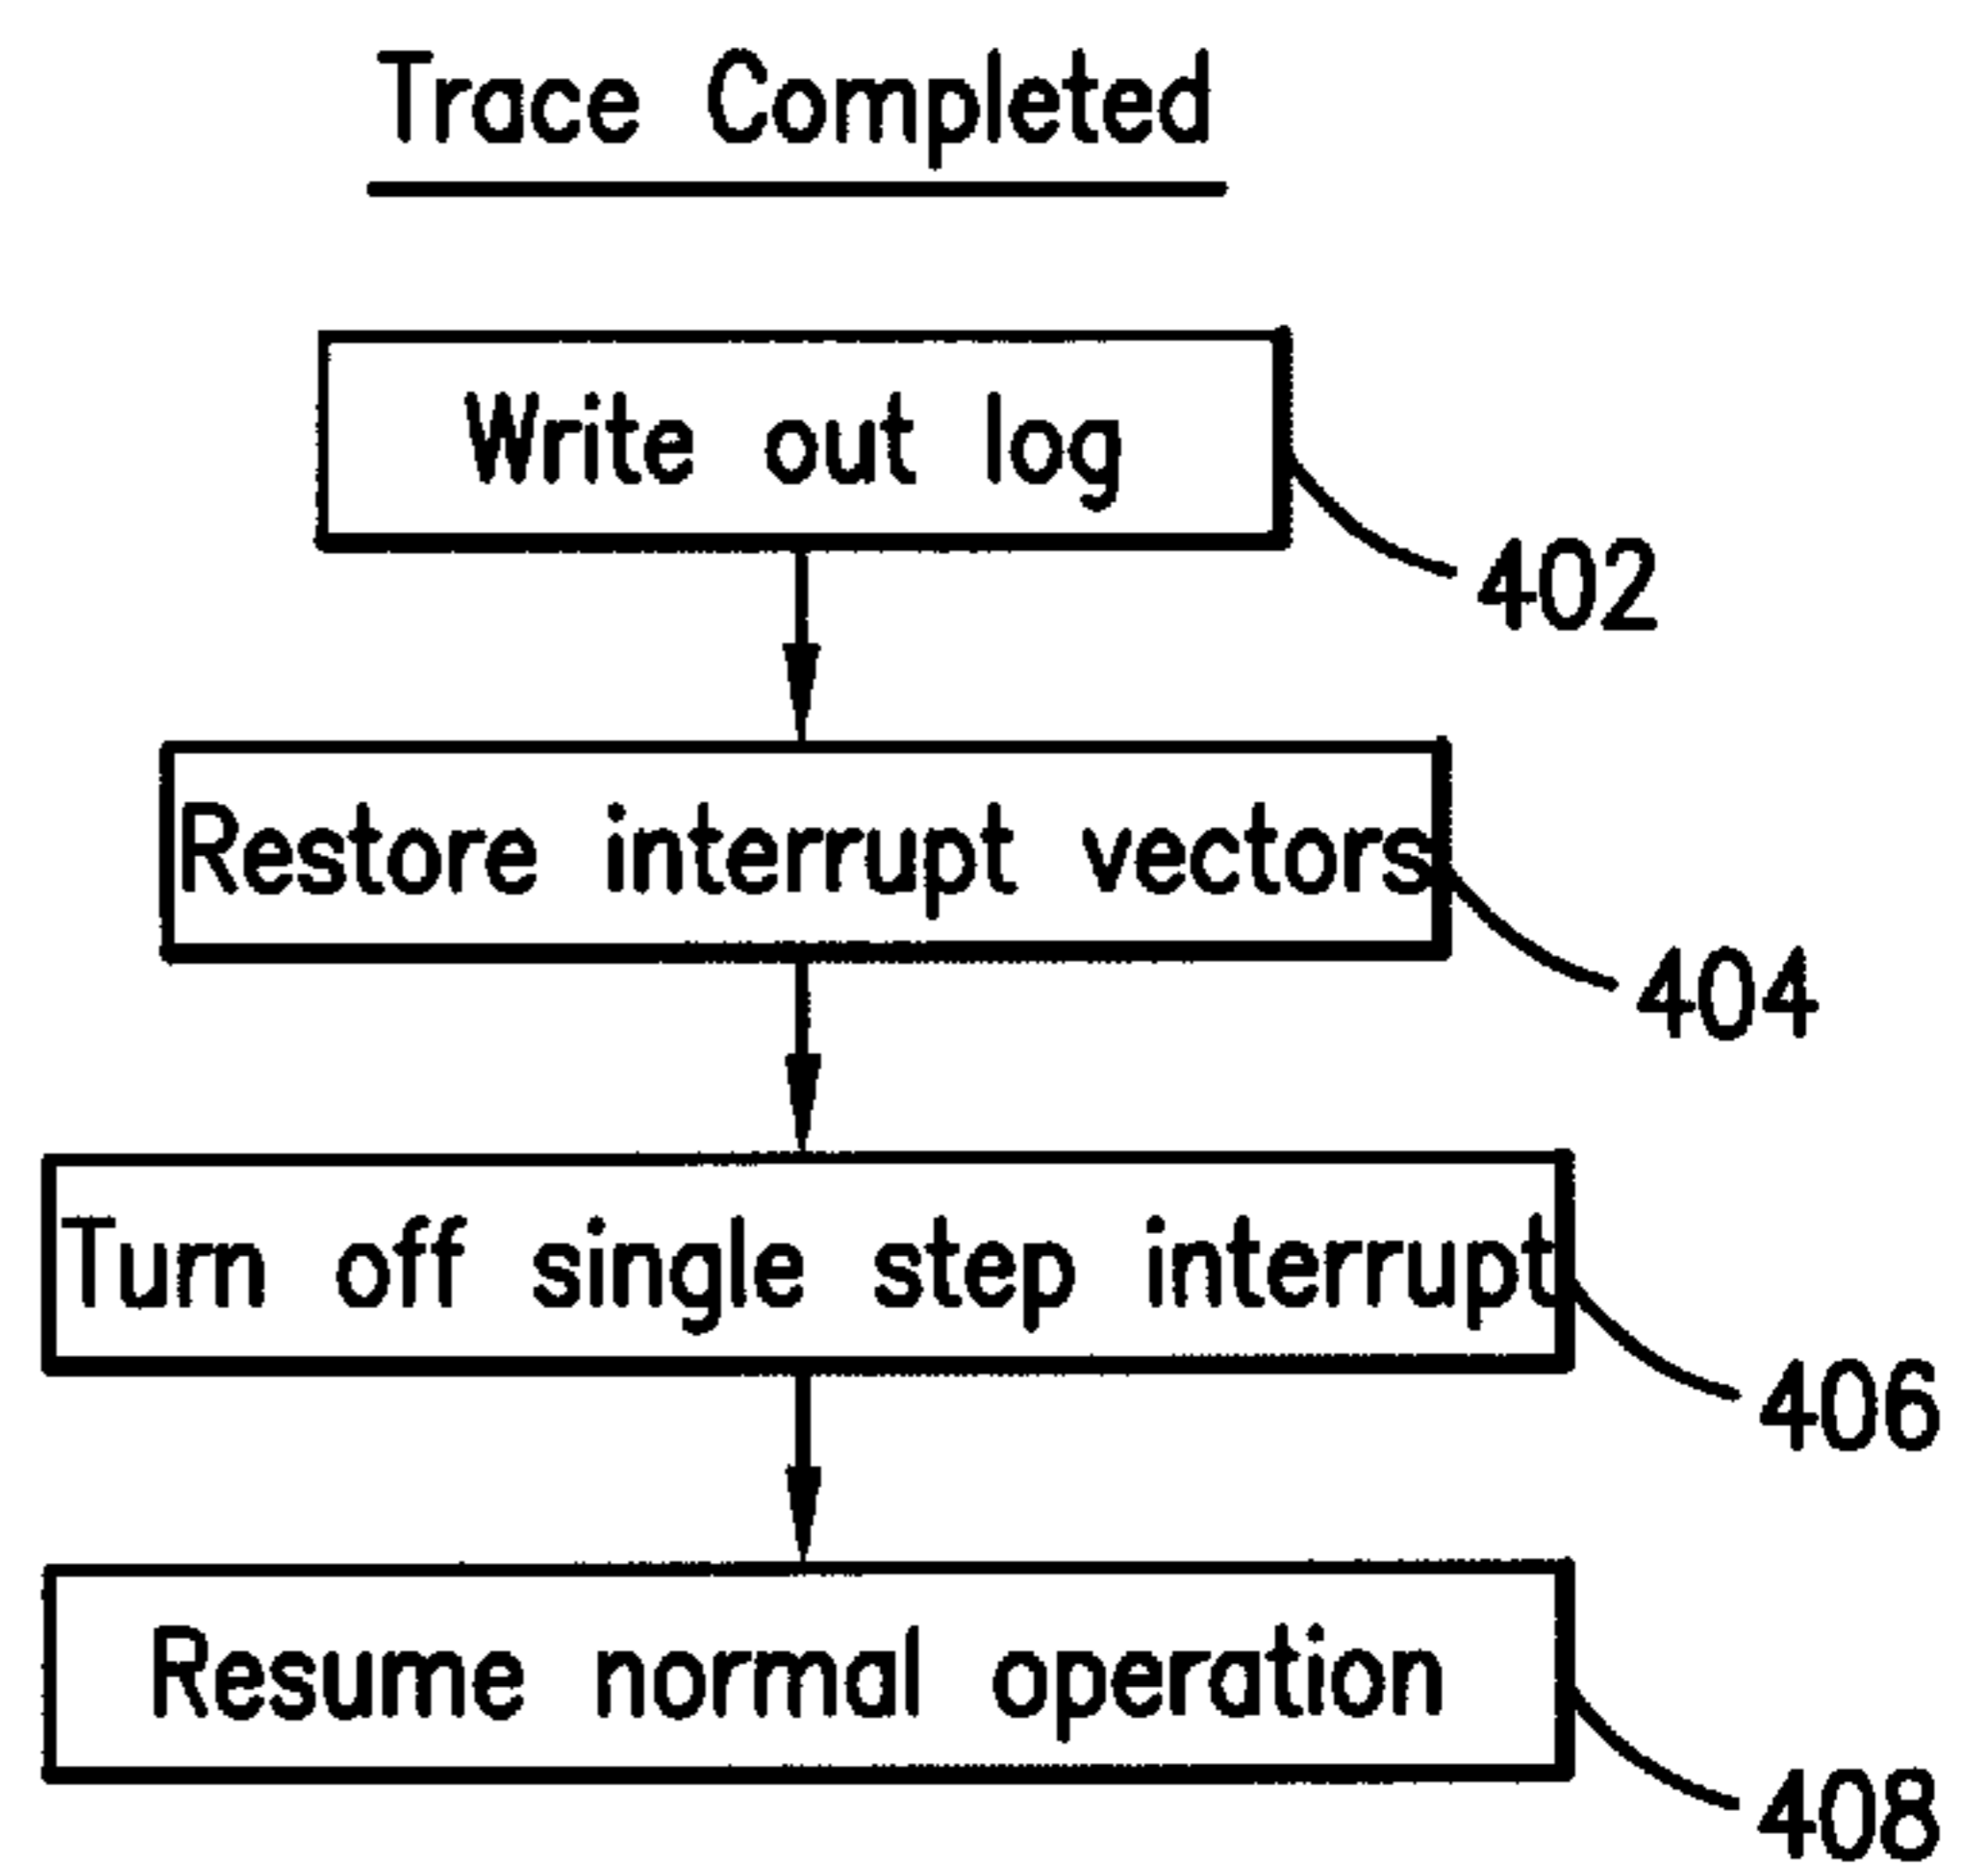 Trace Completed
Write out log
402
Restore interrupt vectors
404
Turn off single step interrupt
406
Resume normal operation
408